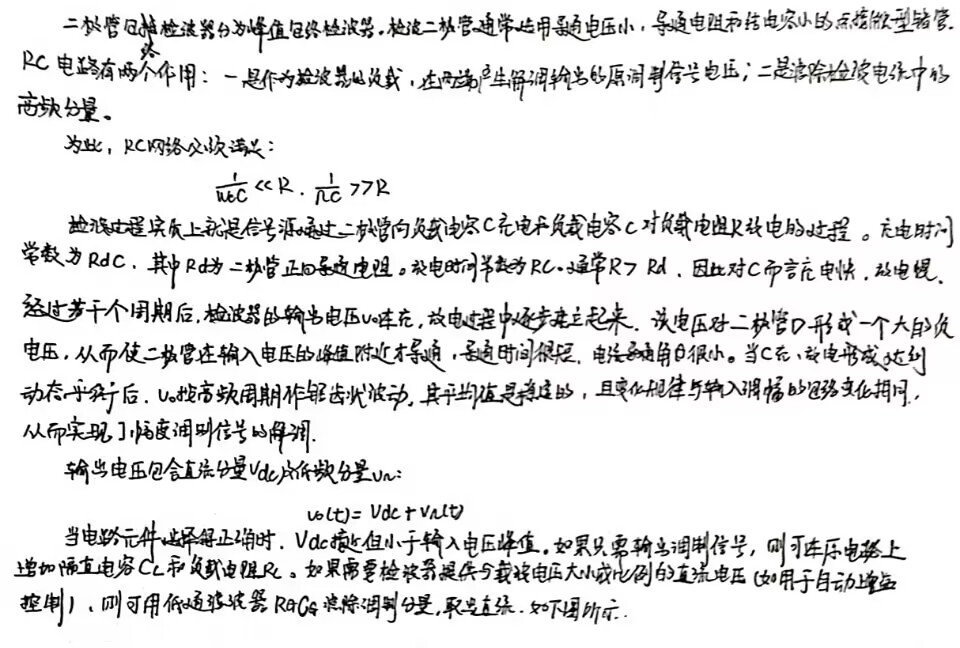 二极管包络检波器分为峰值包络检波器。检波二极管通常选用导通电压小,导通电阻和结电容小的点接触型锗管.
RC电路有两个作用:一是作为检波器的负载,在两端产生解调输出的原调制信号电压;二是滤除检波电流中的
高频分量。
为此,RC网络必须满足:
1/ωcC << R . 1/ΩC >> R
检波过程实质上就是信号源通过二极管向负载电容C充电和负载电容C对负载电阻R放电的过程。充电时间
常数为RdC,其中Rd为二极管正向导通电阻。放电时间常数为RC。通常R> Rd,因此对C而言充电快,放电慢.
经过若干个周期后,检波器的输出电压uo在充,放电过程中逐步建立起来.该电压对二极管D形成一个大的负
电压,从而使二极管在输入电压的峰值附近才导通,导通时间很短.电流导通角θ很小。当C充、放电形成达到
动态平衡后.uo按高频周期作锯齿状波动,其平均值是稳定的,且变化规律与输入调幅的包络变化相同,
从而实现了幅度调制信号的解调.
输出电压包含直流分量Vdc及低频分量uΩ:
uo(t)= Vdc+VΩ(t)
当电路元件选择得正确时.Vdc接近但小于输入电压峰值。如果只需输出调制信号,则可在原电路上
增加隔直电容CL和负载电阻RL。如果需要检波器提供与载波电压大小成比例的直流电压(如用于自动增益
控制),则可用低通滤波器RφCφ滤除调制分量,取出直流.如下图所示.